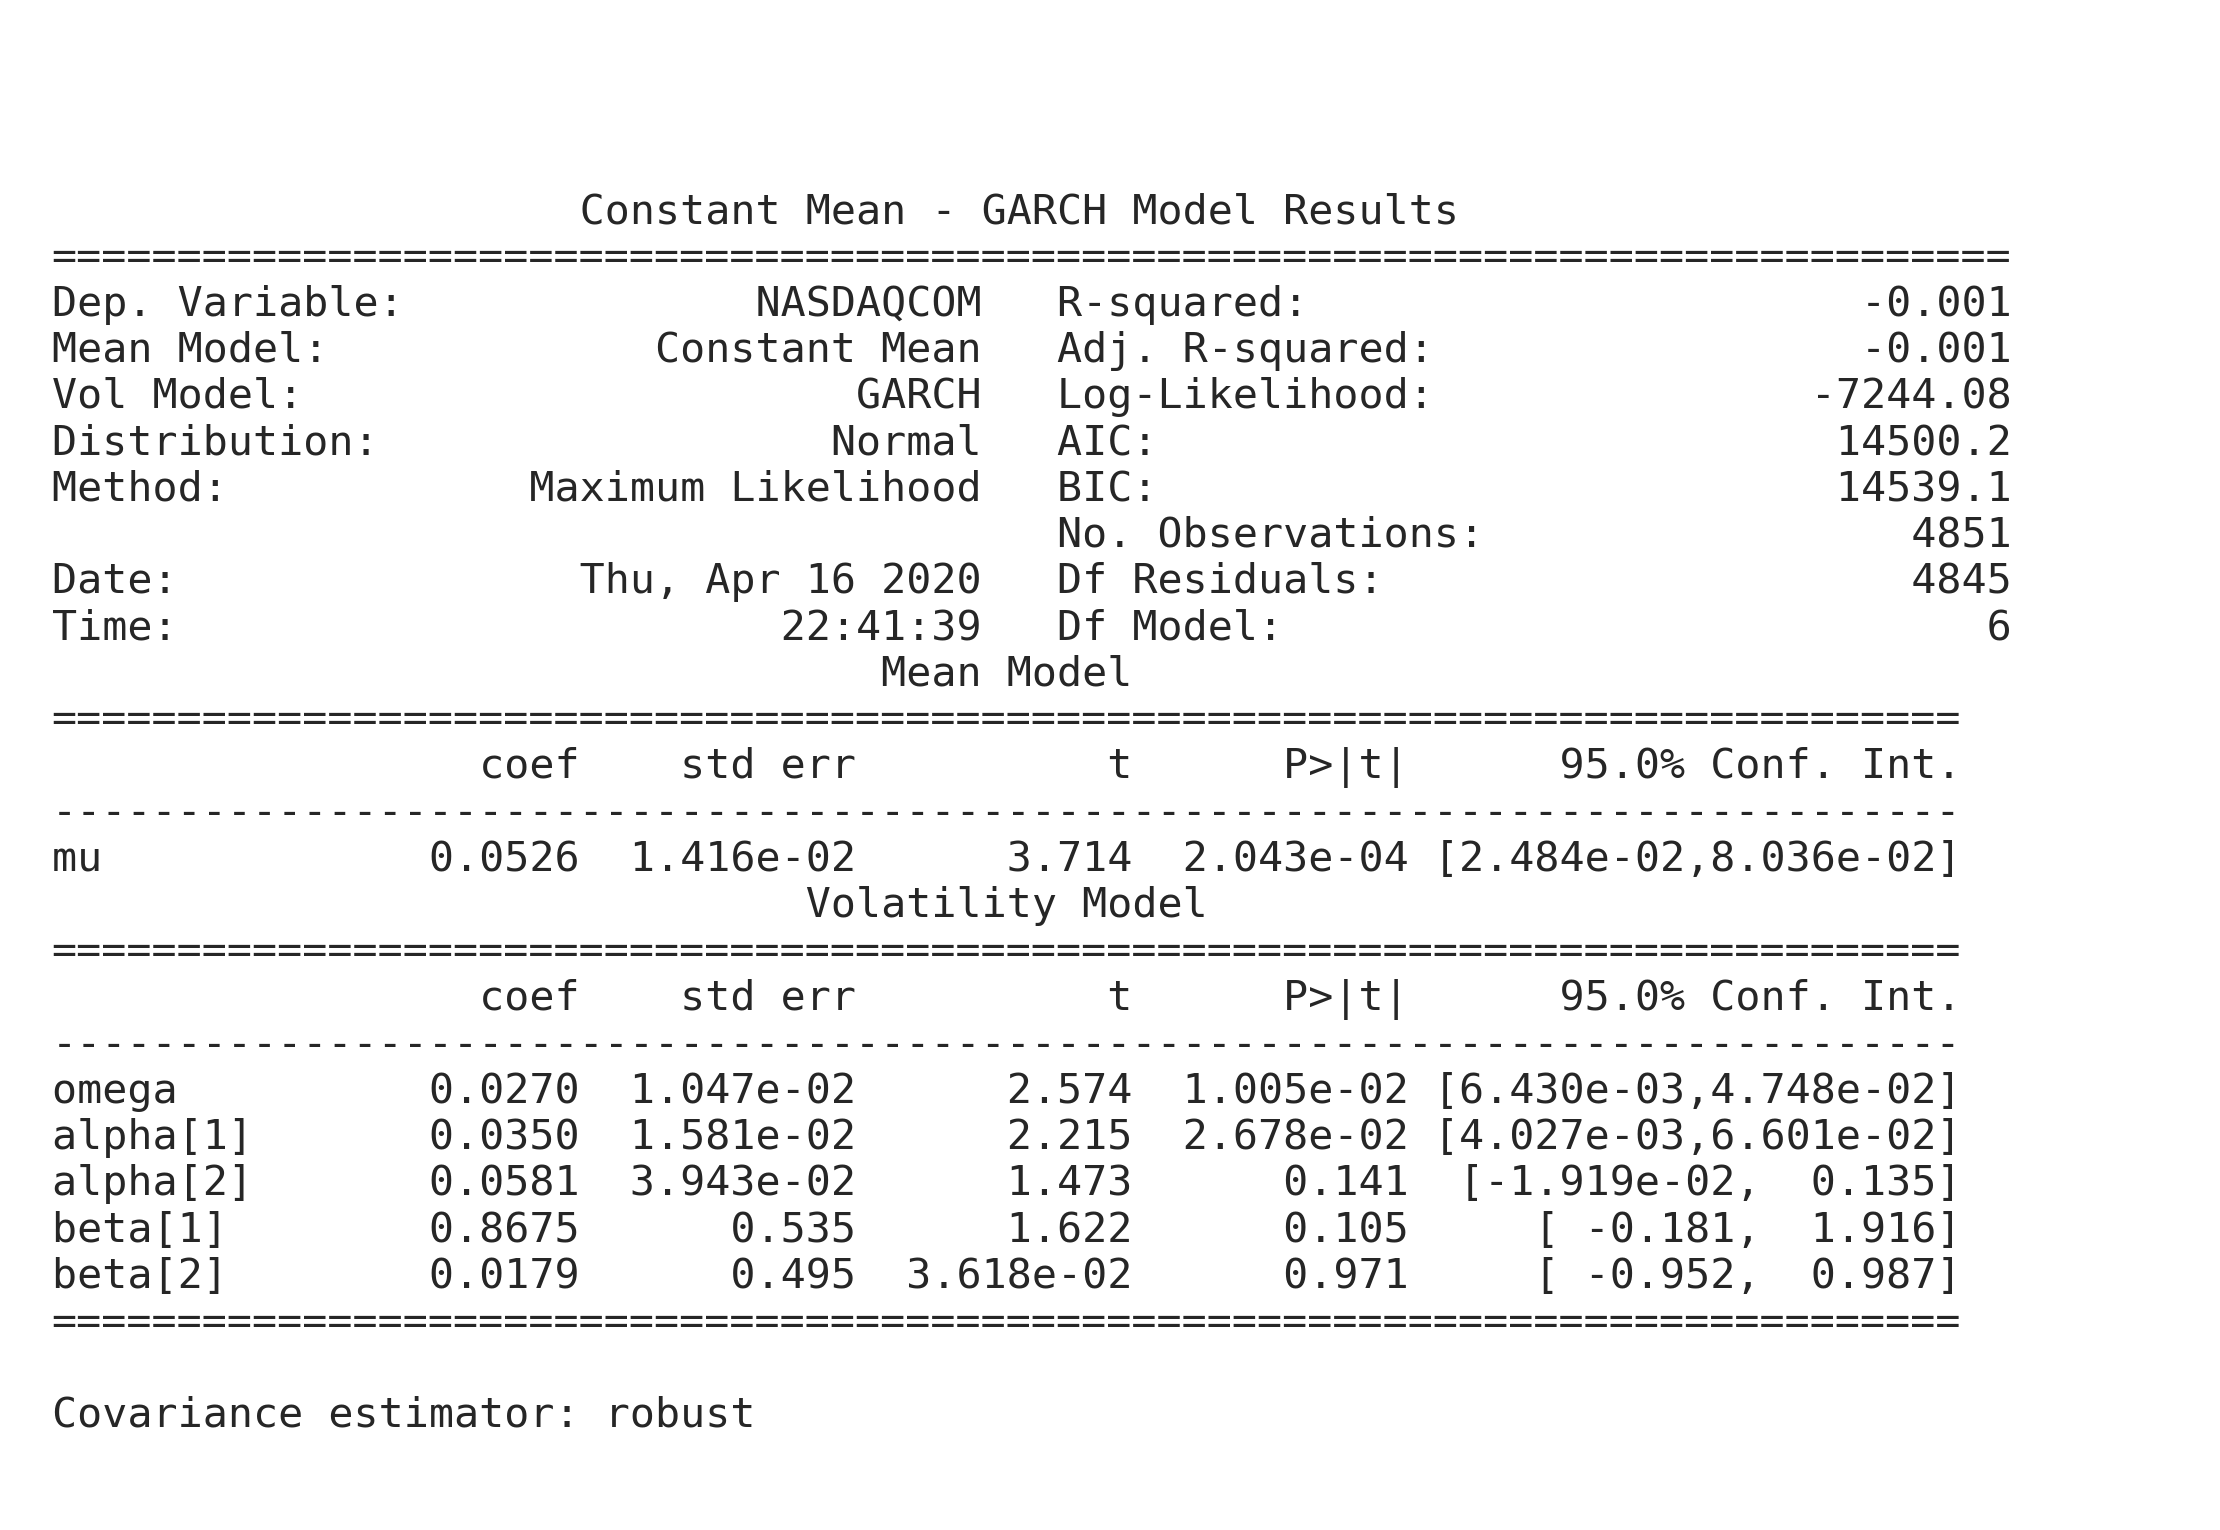 Constant Mean - GARCH Model Results
==============================================================================
Dep. Variable:              NASDAQCOM   R-squared:                      -0.001
Mean Model:             Constant Mean   Adj. R-squared:                 -0.001
Vol Model:                      GARCH   Log-Likelihood:               -7244.08
Distribution:                  Normal   AIC:                           14500.2
Method:            Maximum Likelihood   BIC:                           14539.1
                                        No. Observations:                 4851
Date:                Thu, Apr 16 2020   Df Residuals:                     4845
Time:                        22:41:39   Df Model:                            6
                                 Mean Model
============================================================================
                 coef    std err          t      P>|t|      95.0% Conf. Int.
----------------------------------------------------------------------------
mu             0.0526  1.416e-02      3.714  2.043e-04 [2.484e-02,8.036e-02]
                              Volatility Model
============================================================================
                 coef    std err          t      P>|t|      95.0% Conf. Int.
----------------------------------------------------------------------------
omega          0.0270  1.047e-02      2.574  1.005e-02 [6.430e-03,4.748e-02]
alpha[1]       0.0350  1.581e-02      2.215  2.678e-02 [4.027e-03,6.601e-02]
alpha[2]       0.0581  3.943e-02      1.473      0.141  [-1.919e-02,  0.135]
beta[1]        0.8675      0.535      1.622      0.105     [ -0.181,  1.916]
beta[2]        0.0179      0.495  3.618e-02      0.971     [ -0.952,  0.987]
============================================================================

Covariance estimator: robust